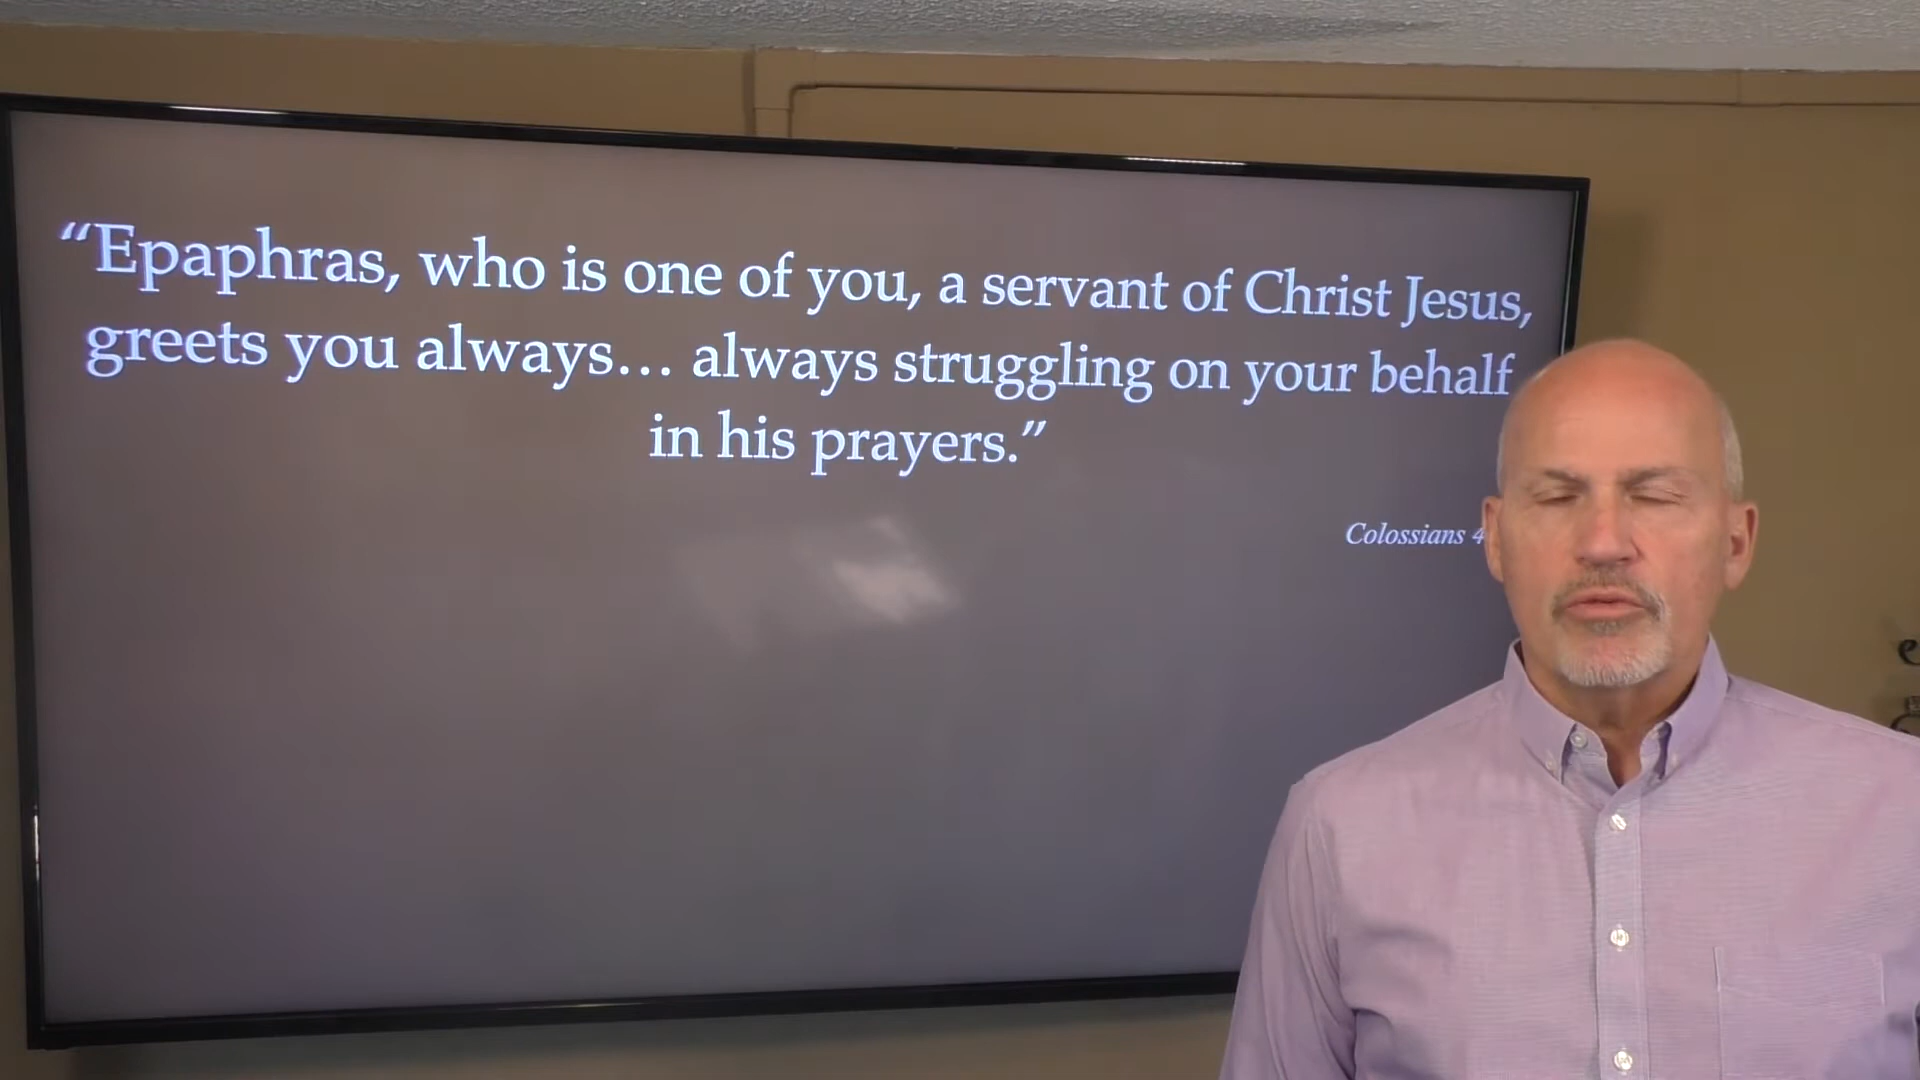 “Epaphras, who is one of you, a servant of Christ Jesus,
greets you always… always struggling on your behalf
in his prayers.”
Colossians 4